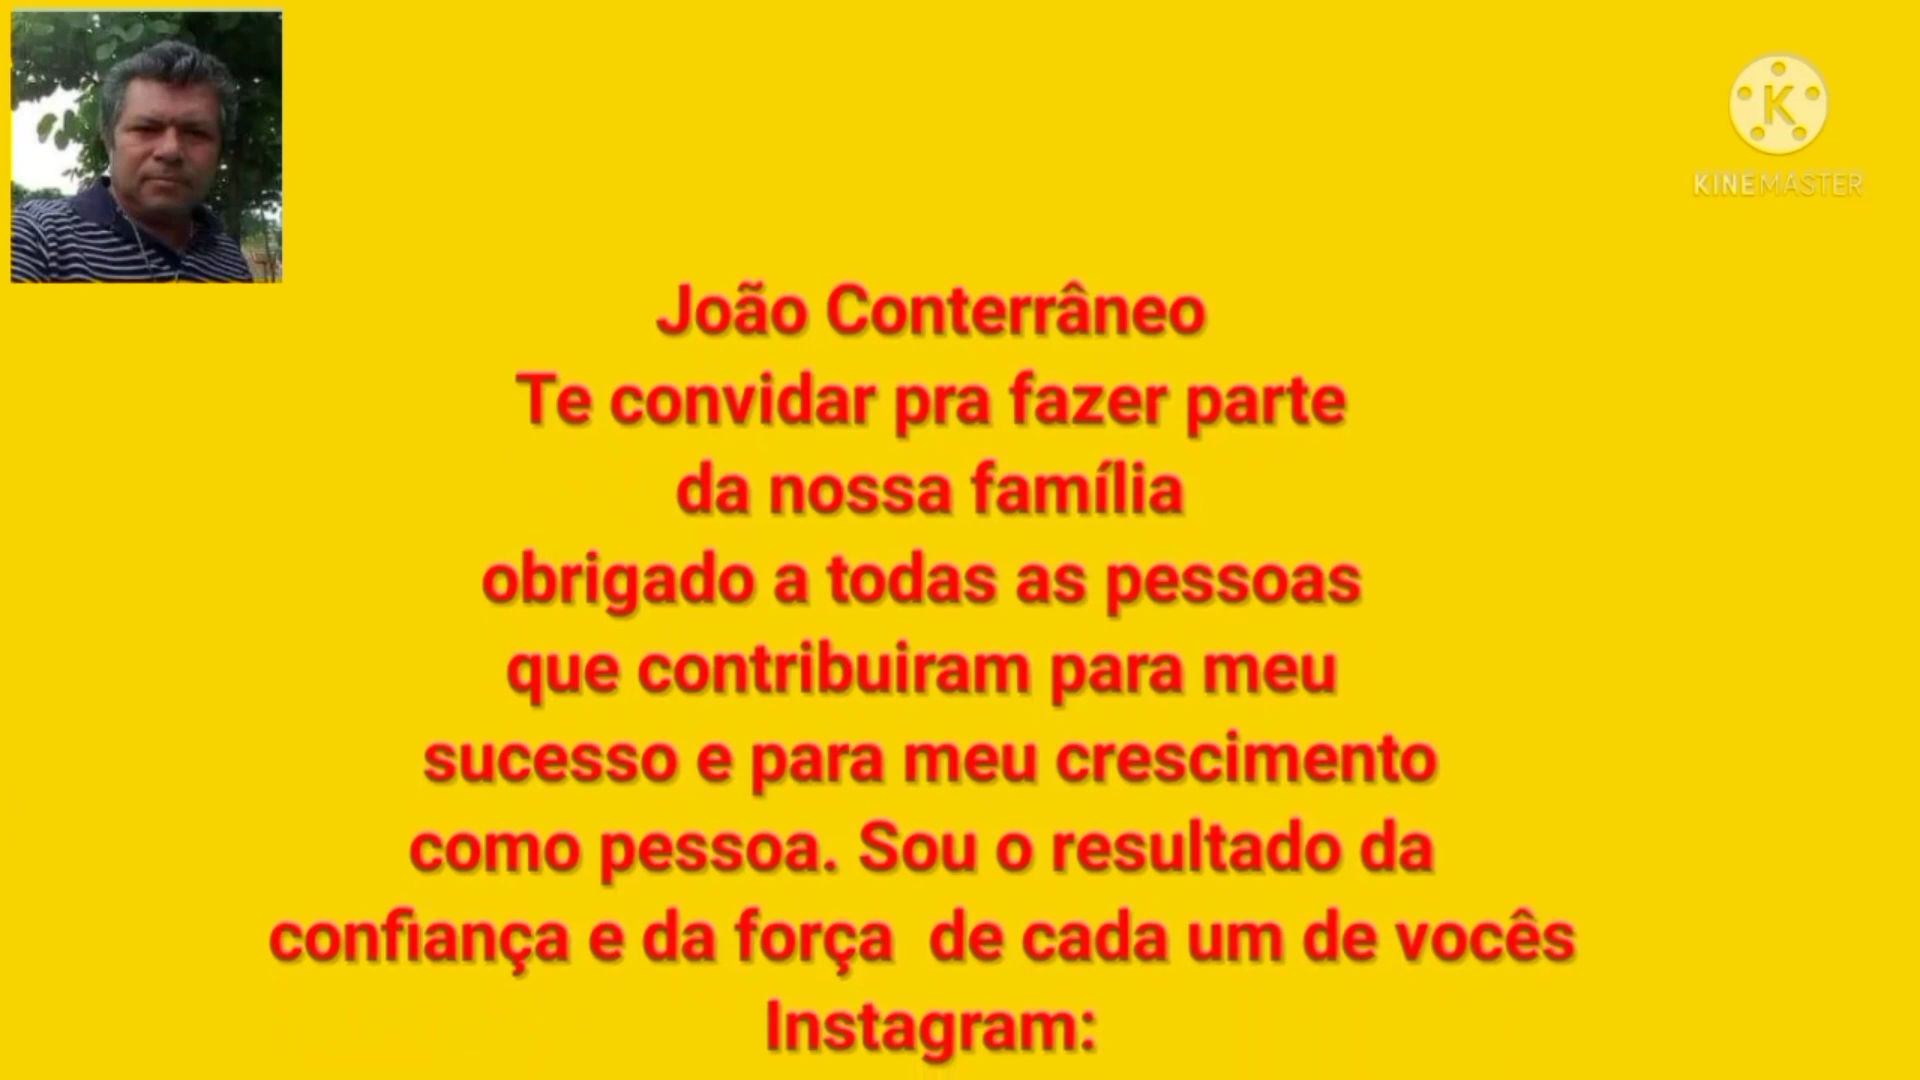 KINEMASTER
João Conterrâneo
Te convidar pra fazer parte
da nossa família
obrigado a todas as pessoas
que contribuiram para meu
sucesso e para meu crescimento
como pessoa. Sou o resultado da
confiança e da força  de cada um de vocês
Instagram: